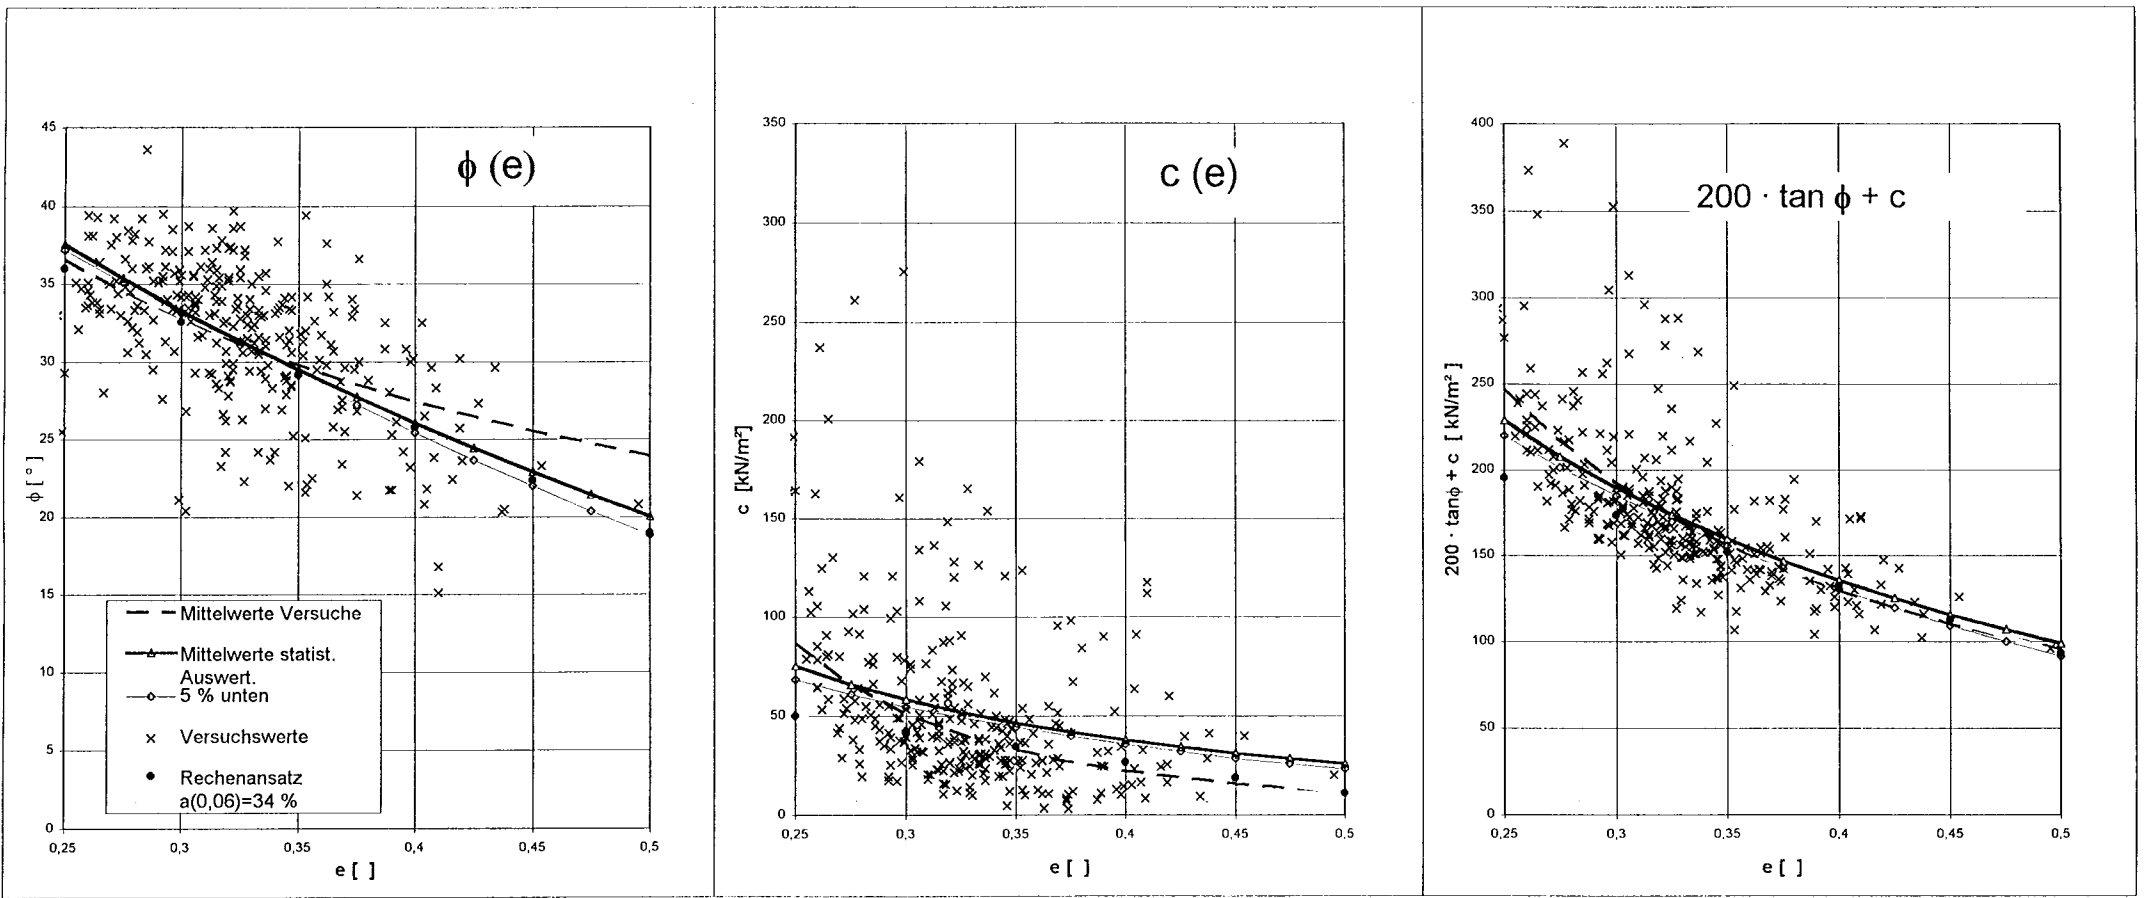 ϕ (e)
45
40
35
30
25
20
15
10
5
0
ϕ [ ° ]
0,25
0,3
0,35
0,4
0,45
0,5
e [ ]
Mittelwerte Versuche
Mittelwerte statist.
Auswert.
5 % unten
Versuchswerte
Rechenansatz
a(0,06)=34 %
c (e)
350
300
250
200
150
100
50
0
c [kN/m²]
0,25
0,3
0,35
0,4
0,45
0,5
e [ ]
200 · tan ϕ + c
400
350
300
250
200
150
100
50
0
200 · tanϕ + c [ kN/m² ]
0,25
0,3
0,35
0,4
0,45
0,5
e [ ]